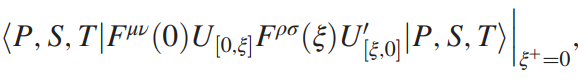 ⟨P, S, T|F^{μν}(0)U_{[0,ξ]}F^{ρσ}(ξ)U′_{[ξ,0]}|P, S, T⟩|_{ξ^+=0},